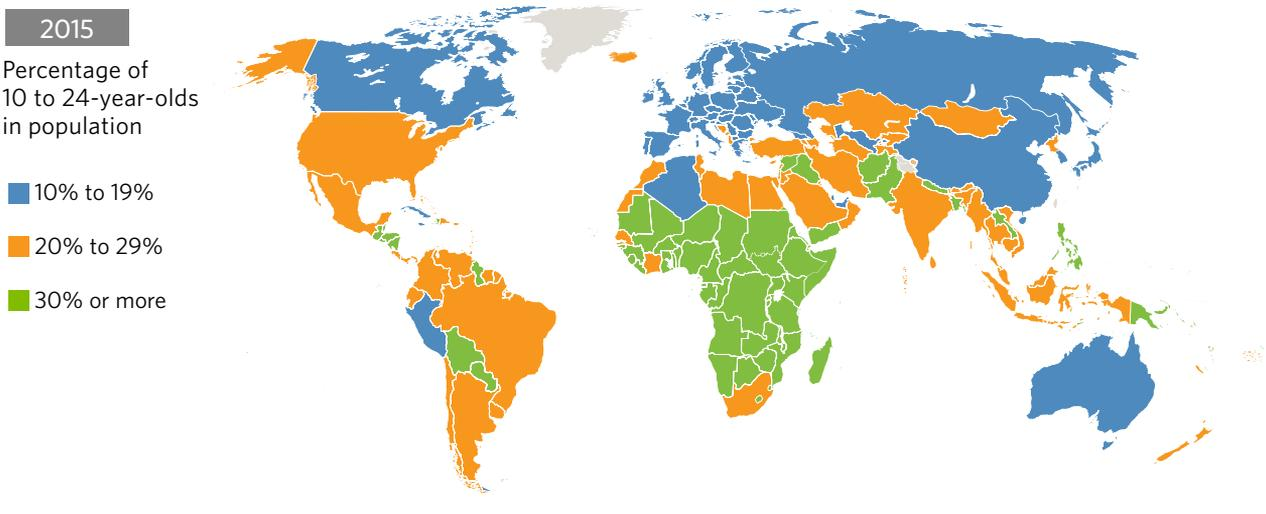 2015
Percentage of
10 to 24-year-olds
in population
10% to 19%
20% to 29%
30% or more